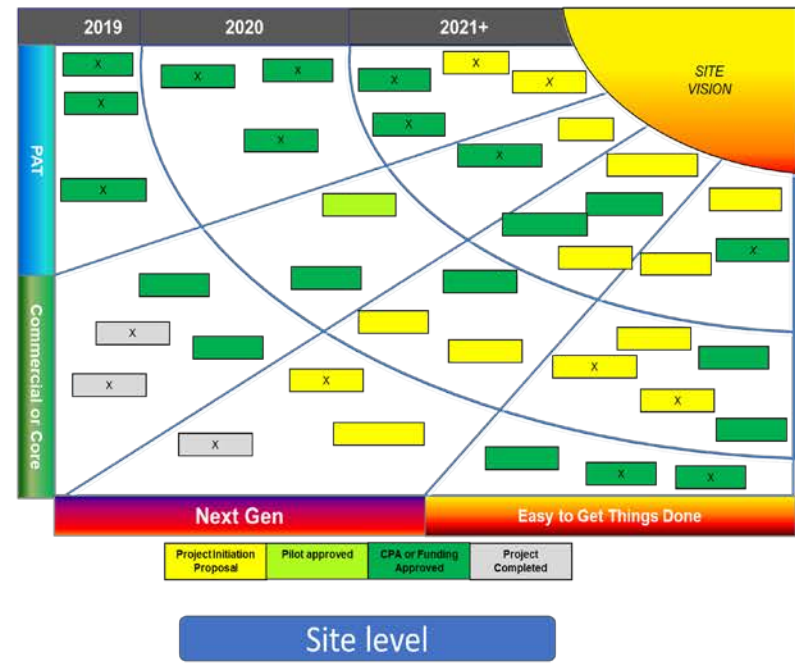 2019
2020
2021+
SITE
VISION
PAT
X
X
X
X
X
X
X
X
X
X
X
X
Commercial or Core
X
X
X
X
X
X
X
X
Next Gen
Easy to Get Things Done
Project Initiation
Proposal
Pilot approved
CPA or Funding
Approved
Project
Completed
Site level